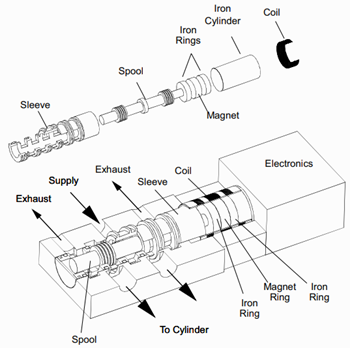 Iron
Cylinder
Coil
Iron
Rings
Spool
Sleeve
Magnet
Exhaust
Supply
Exhaust
Sleeve
Coil
Electronics
Spool
To Cylinder
Iron
Ring
Magnet
Ring
Iron
Ring